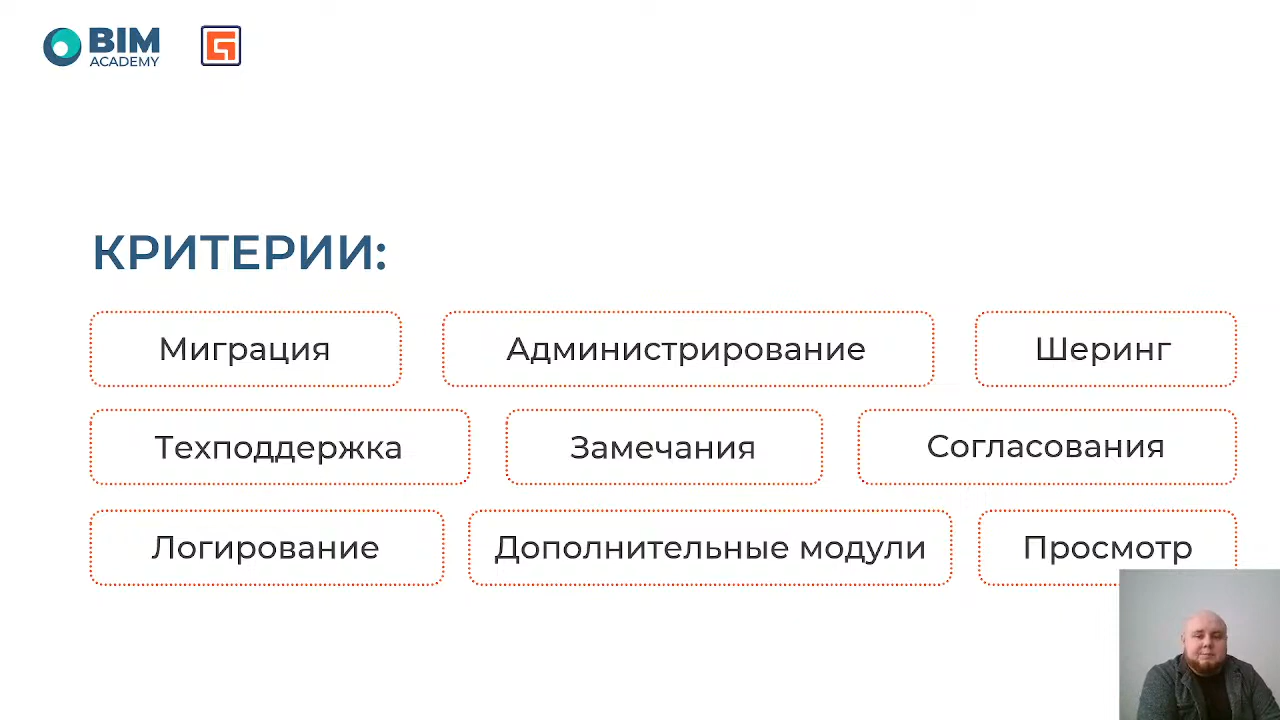 BIM
ACADEMY
КРИТЕРИИ:
Миграция
Администрирование
Шеринг
Техподдержка
Замечания
Согласования
Логирование
Дополнительные модули
Просмотр